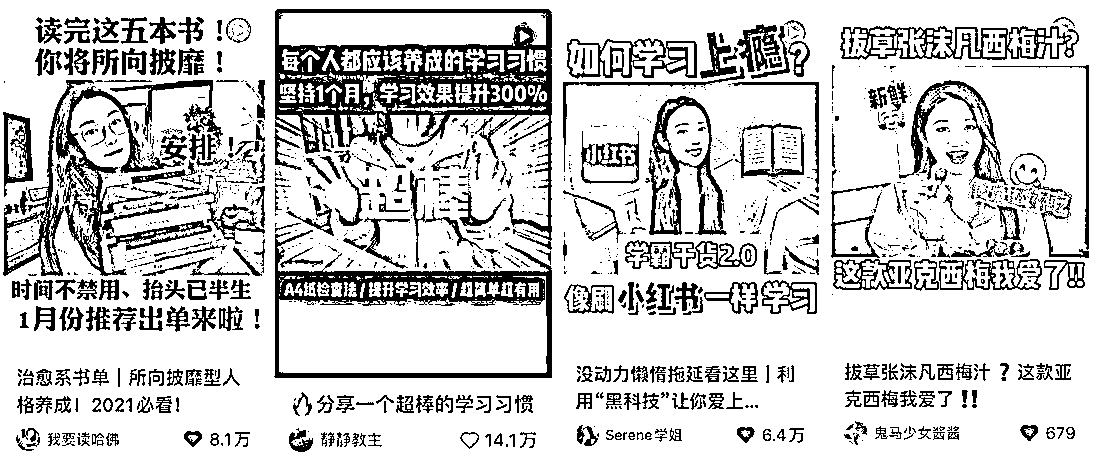 读完这五本书！
你将所向披靡！
安排！
时间不禁用、抬头已半生
1月份推荐出单来啦！
治愈系书单｜所向披靡型人
格养成！2021必看！
我要读哈佛
8.1万
每个人都应该养成的学习习惯
坚持1个月，学习效果提升300%
超棒
A4纸检查法 / 提升学习效率 / 超简单超有用
🔥分享一个超棒的学习习惯
静静教主
14.1万
如何学习上瘾？
小红书
学霸干货2.0
像刷小红书一样学习
没动力懒惰拖延看这里｜利
用“黑科技”让你爱上...
Serene学姐
6.4万
拔草张沫凡西梅汁？
新鲜
这款亚克西梅我爱了!!
拔草张沫凡西梅汁❓这款亚
克西梅我爱了‼️
鬼马少女酱酱
679